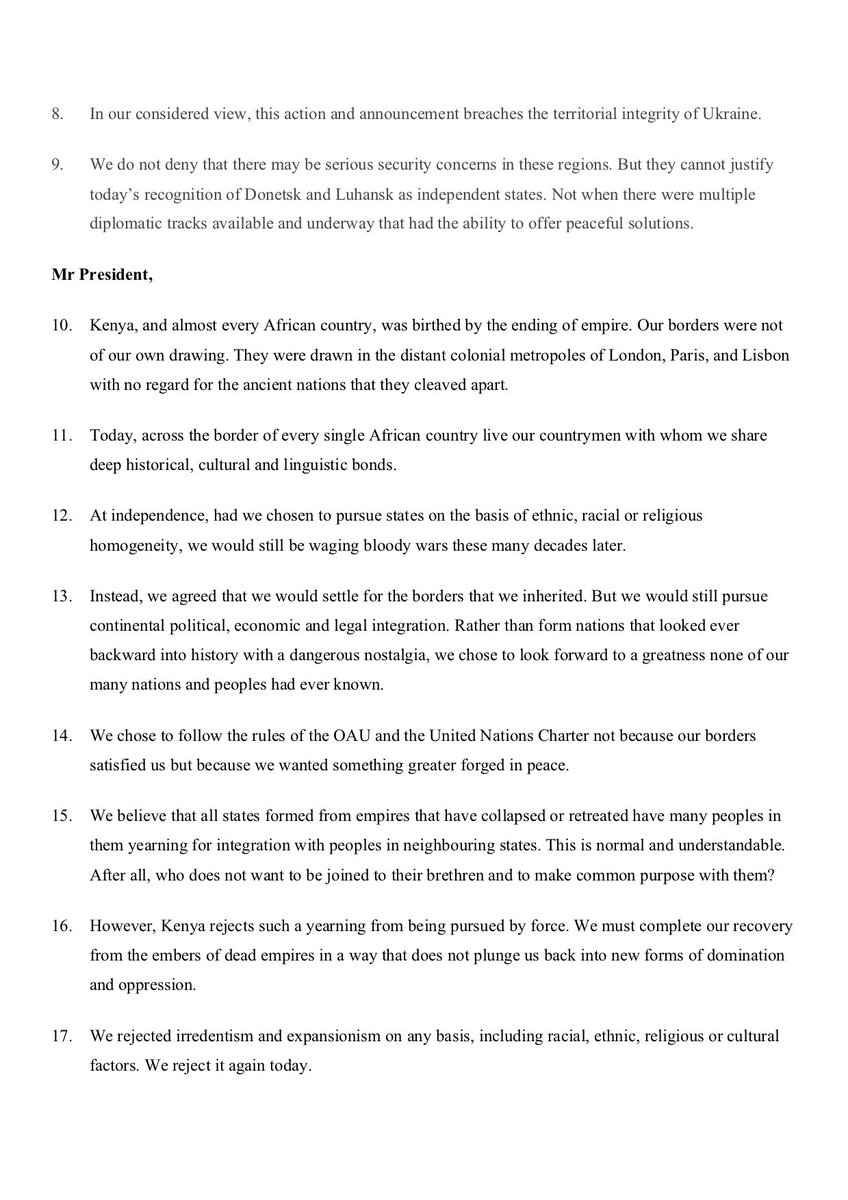 8. In our considered view, this action and announcement breaches the territorial integrity of Ukraine.
9. We do not deny that there may be serious security concerns in these regions. But they cannot justify
today’s recognition of Donetsk and Luhansk as independent states. Not when there were multiple
diplomatic tracks available and underway that had the ability to offer peaceful solutions.
Mr President,
10. Kenya, and almost every African country, was birthed by the ending of empire. Our borders were not
of our own drawing. They were drawn in the distant colonial metropoles of London, Paris, and Lisbon
with no regard for the ancient nations that they cleaved apart.
11. Today, across the border of every single African country live our countrymen with whom we share
deep historical, cultural and linguistic bonds.
12. At independence, had we chosen to pursue states on the basis of ethnic, racial or religious
homogeneity, we would still be waging bloody wars these many decades later.
13. Instead, we agreed that we would settle for the borders that we inherited. But we would still pursue
continental political, economic and legal integration. Rather than form nations that looked ever
backward into history with a dangerous nostalgia, we chose to look forward to a greatness none of our
many nations and peoples had ever known.
14. We chose to follow the rules of the OAU and the United Nations Charter not because our borders
satisfied us but because we wanted something greater forged in peace.
15. We believe that all states formed from empires that have collapsed or retreated have many peoples in
them yearning for integration with peoples in neighbouring states. This is normal and understandable.
After all, who does not want to be joined to their brethren and to make common purpose with them?
16. However, Kenya rejects such a yearning from being pursued by force. We must complete our recovery
from the embers of dead empires in a way that does not plunge us back into new forms of domination
and oppression.
17. We rejected irredentism and expansionism on any basis, including racial, ethnic, religious or cultural
factors. We reject it again today.